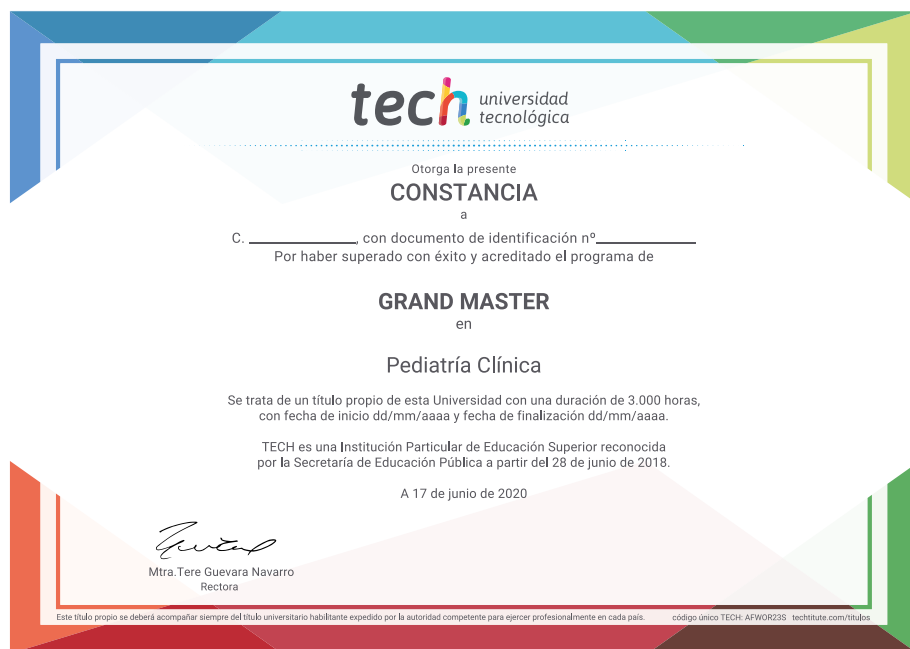 tech universidad
tecnológica
Otorga la presente
CONSTANCIA
a
C. ____________, con documento de identificación nº____________
Por haber superado con éxito y acreditado el programa de
GRAND MASTER
en
Pediatría Clínica
Se trata de un título propio de esta Universidad con una duración de 3.000 horas,
con fecha de inicio dd/mm/aaaa y fecha de finalización dd/mm/aaaa.
TECH es una Institución Particular de Educación Superior reconocida
por la Secretaría de Educación Pública a partir del 28 de junio de 2018.
A 17 de junio de 2020
Mtra.Tere Guevara Navarro
Rectora
Este título propio se deberá acompañar siempre del título universitario habilitante expedido por la autoridad competente para ejercer profesionalmente en cada país. código único TECH: AFWOR23S techtitute.com/titulos